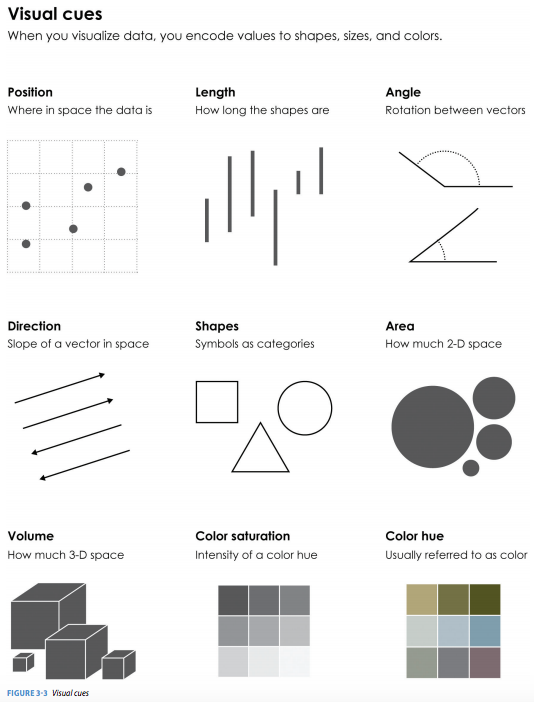 Visual cues
When you visualize data, you encode values to shapes, sizes, and colors.
Position
Where in space the data is
Length
How long the shapes are
Angle
Rotation between vectors
Direction
Slope of a vector in space
Shapes
Symbols as categories
Area
How much 2-D space
Volume
How much 3-D space
Color saturation
Intensity of a color hue
Color hue
Usually referred to as color
FIGURE 3-3 Visual cues